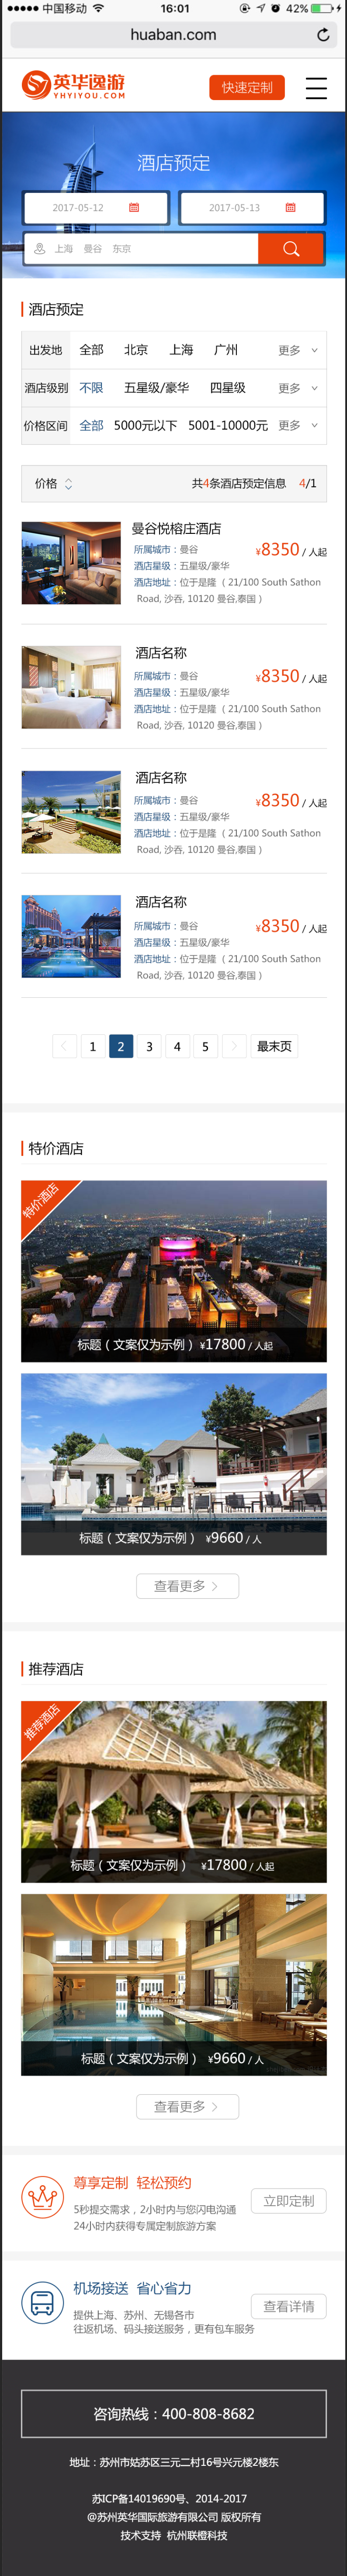 中国移动 16:01 42%
huaban.com
英华逸游
YHYIYOU.COM
快速定制
酒店预定
2017-05-12 2017-05-13
上海 曼谷 东京
酒店预定
出发地 全部 北京 上海 广州 更多
酒店级别 不限 五星级/豪华 四星级 更多
价格区间 全部 5000元以下 5001-10000元 更多
价格 共4条酒店预定信息 4/1
曼谷悦榕庄酒店
所属城市：曼谷 ¥8350 / 人起
酒店星级：五星级/豪华
酒店地址：位于是隆（ 21/100 South Sathon
Road, 沙吞, 10120 曼谷,泰国 ）
酒店名称
所属城市：曼谷 ¥8350 / 人起
酒店星级：五星级/豪华
酒店地址：位于是隆（ 21/100 South Sathon
Road, 沙吞, 10120 曼谷,泰国 ）
酒店名称
所属城市：曼谷 ¥8350 / 人起
酒店星级：五星级/豪华
酒店地址：位于是隆（ 21/100 South Sathon
Road, 沙吞, 10120 曼谷,泰国 ）
酒店名称
所属城市：曼谷 ¥8350 / 人起
酒店星级：五星级/豪华
酒店地址：位于是隆（ 21/100 South Sathon
Road, 沙吞, 10120 曼谷,泰国 ）
< 1 2 3 4 5 > 最末页
特价酒店
特价酒店
标题（文案仅为示例）¥17800 / 人起
标题（文案仅为示例） ¥9660 / 人
查看更多 >
推荐酒店
推荐酒店
标题（文案仅为示例） ¥17800 / 人起
标题（文案仅为示例） ¥9660 / 人
查看更多 >
尊享定制 轻松预约
5秒提交需求，2小时内与您闪电沟通
24小时内获得专属定制旅游方案
立即定制
机场接送 省心省力
提供上海、苏州、无锡各市
往返机场、码头接送服务，更有包车服务
查看详情
咨询热线：400-808-8682
地址：苏州市姑苏区三元二村16号兴元楼2楼东
苏ICP备14019690号、2014-2017
@苏州英华国际旅游有限公司 版权所有
技术支持 杭州联橙科技